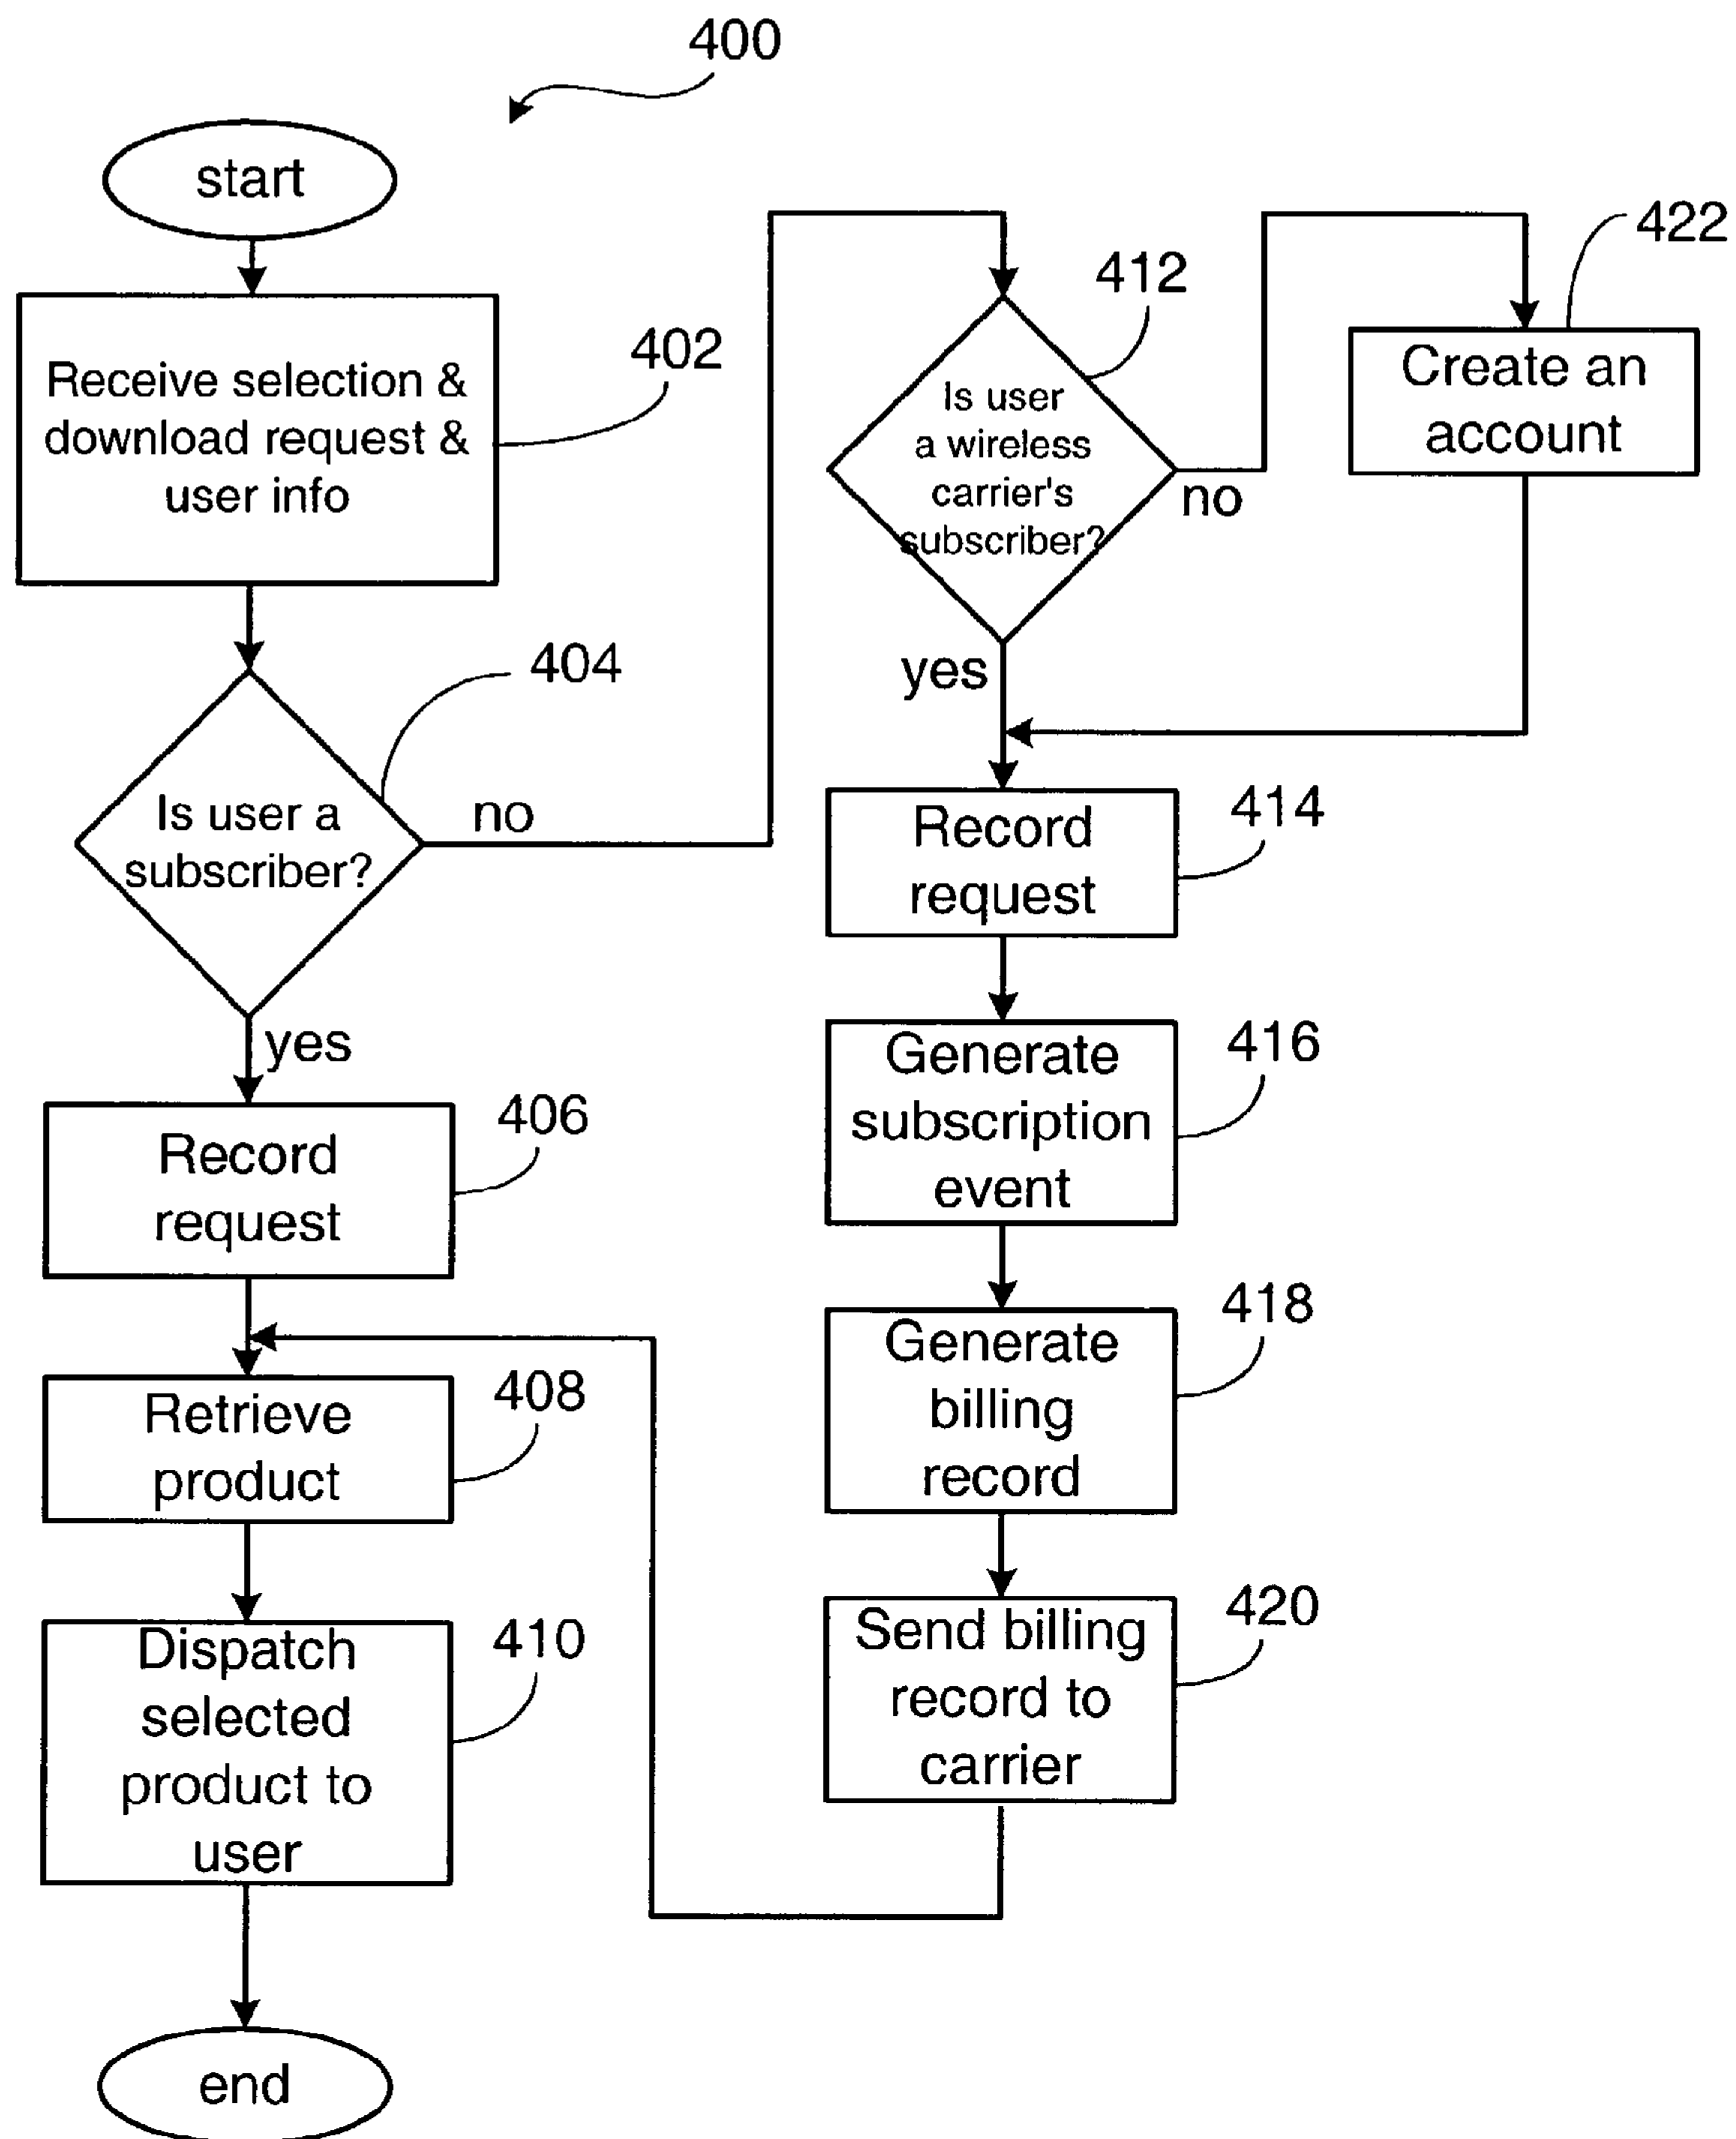 400
start
Receive selection &
download request &
user info
402
Is user a
subscriber?
404
no
yes
Record
request
406
Retrieve
product
408
Dispatch
selected
product to
user
410
end
Is user
a wireless
carrier's
subscriber?
412
no
yes
Create an
account
422
Record
request
414
Generate
subscription
event
416
Generate
billing
record
418
Send billing
record to
carrier
420